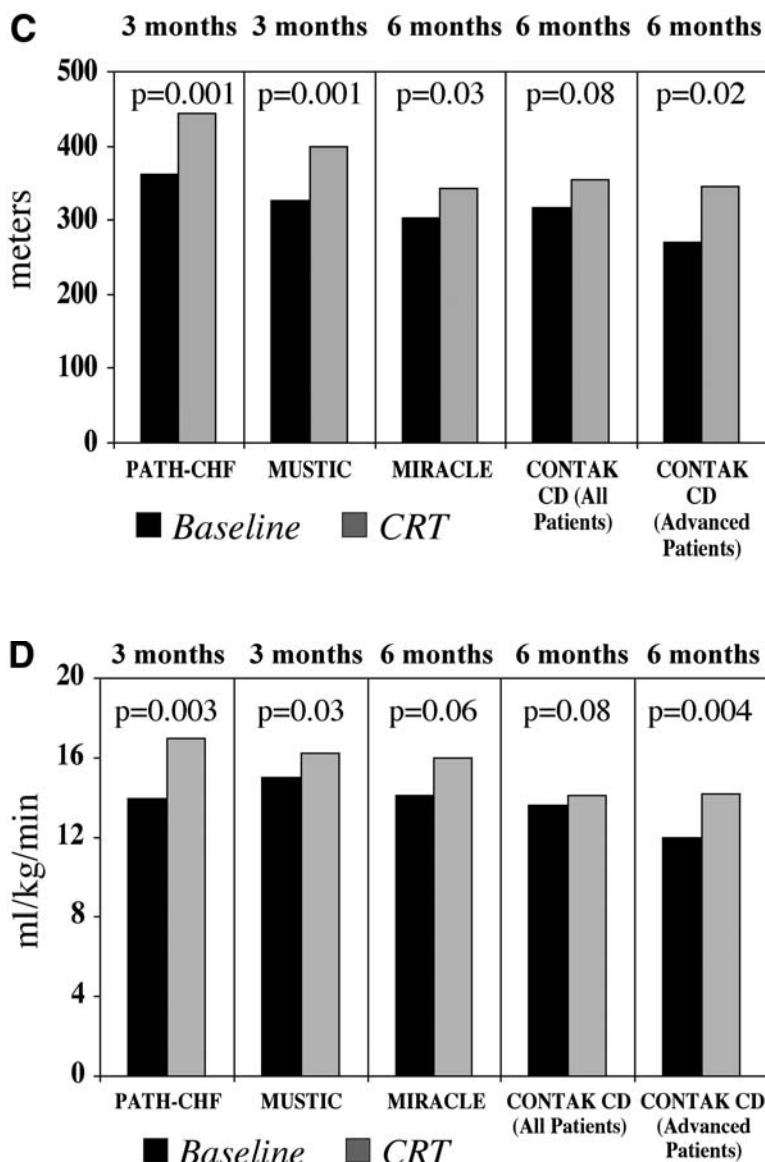 C
3 months 3 months 6 months 6 months 6 months
500
400
300
200
100
0
meters
p=0.001 p=0.001 p=0.03 p=0.08 p=0.02
PATH-CHF MUSTIC MIRACLE CONTAK CONTAK
CD (All CD
Patients) (Advanced
Patients)
Baseline CRT
D
3 months 3 months 6 months 6 months 6 months
20
16
12
8
4
0
ml/kg/min
p=0.003 p=0.03 p=0.06 p=0.08 p=0.004
PATH-CHF MUSTIC MIRACLE CONTAK CD CONTAK CD
(All Patients) (Advanced
Patients)
Baseline CRT